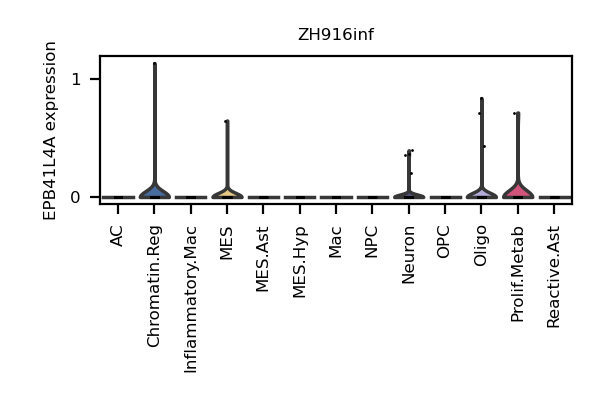 ZH916inf
EPB41L4A expression
1
0
AC
Chromatin.Reg
Inflammatory.Mac
MES
MES.Ast
MES.Hyp
Mac
NPC
Neuron
OPC
Oligo
Prolif.Metab
Reactive.Ast